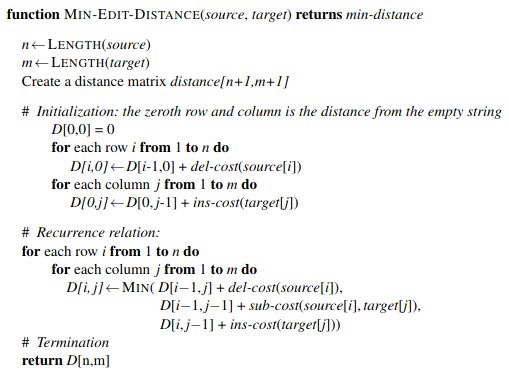 function MIN-EDIT-DISTANCE(source, target) returns min-distance
n←LENGTH(source)
m←LENGTH(target)
Create a distance matrix distance[n+1,m+1]
# Initialization: the zeroth row and column is the distance from the empty string
D[0,0] = 0
for each row i from 1 to n do
D[i,0]←D[i-1,0] + del-cost(source[i])
for each column j from 1 to m do
D[0,j]←D[0,j-1] + ins-cost(target[j])
# Recurrence relation:
for each row i from 1 to n do
for each column j from 1 to m do
D[i,j]←MIN( D[i−1,j] + del-cost(source[i]),
D[i−1,j−1] + sub-cost(source[i],target[j]),
D[i,j−1] + ins-cost(target[j]))
# Termination
return D[n,m]